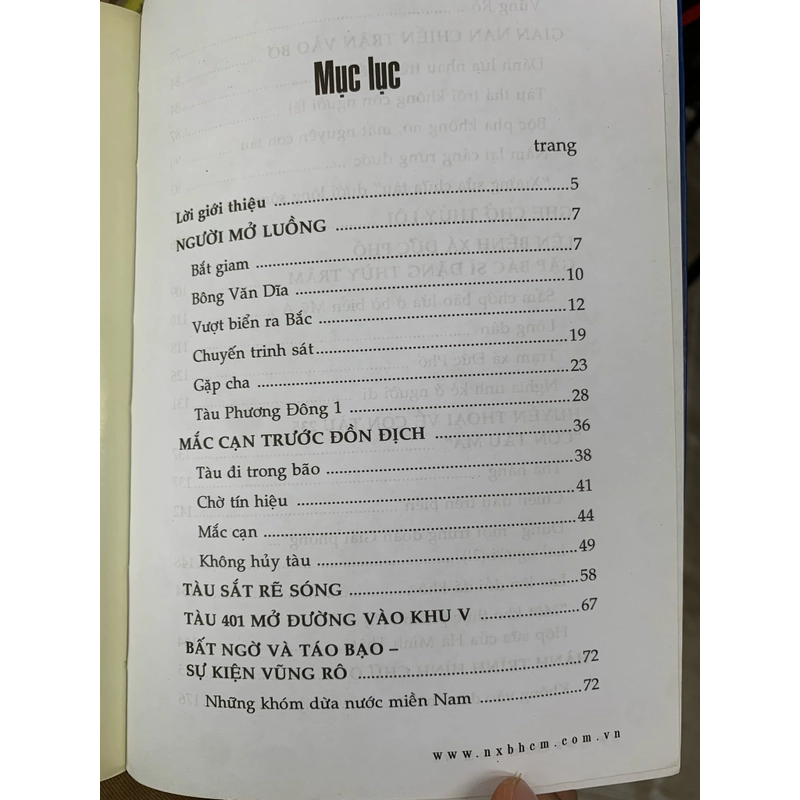 Mục lục
trang
Lời giới thiệu ........ 5
NGƯỜI MỞ LUỒNG ........ 7
Bắt giam ........ 7
Bông Văn Dĩa ........ 10
Vượt biển ra Bắc ........ 12
Chuyến trinh sát ........ 19
Gặp cha ........ 23
Tàu Phương Đông 1 ........ 28
MẮC CẠN TRƯỚC ĐỒN ĐỊCH ........ 36
Tàu đi trong bão ........ 38
Chờ tín hiệu ........ 41
Mắc cạn ........ 44
Không hủy tàu ........ 49
TÀU SẮT RẼ SÓNG ........ 58
TÀU 401 MỞ ĐƯỜNG VÀO KHU V ........ 67
BẤT NGỜ VÀ TÁO BẠO –
SỰ KIỆN VŨNG RÔ ........ 72
Những khóm dừa nước miền Nam ........ 72
www.nxbhcm.com.vn